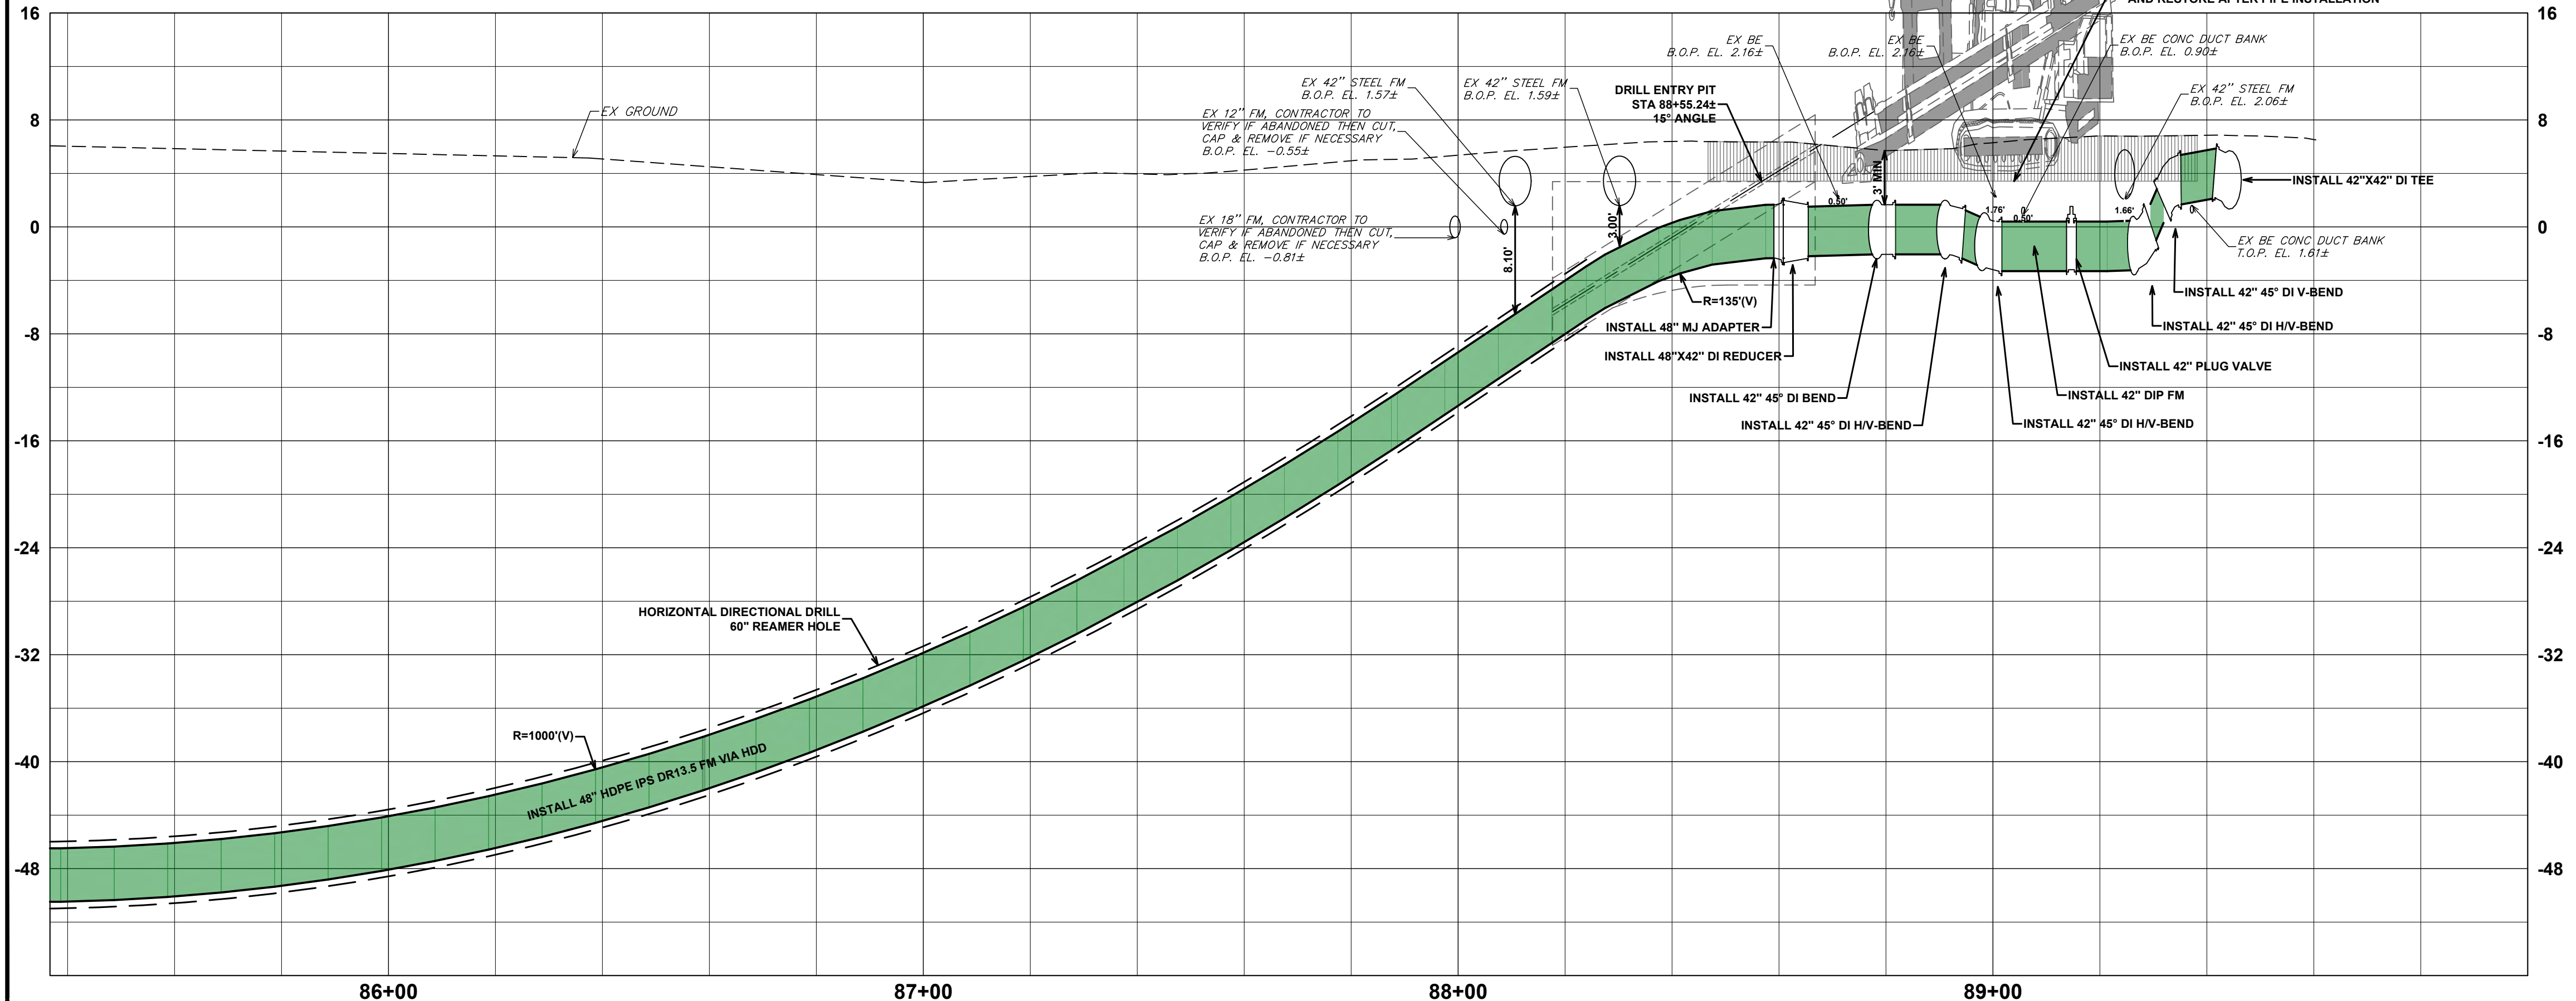 AND RESTORE AFTER PIPE INSTALLATION
16
16
8
8
0
0
-8
-8
-16
-16
-24
-24
-32
-32
-40
-40
-48
-48
EX GROUND
EX 12" FM, CONTRACTOR TO
VERIFY IF ABANDONED THEN CUT,
CAP & REMOVE IF NECESSARY
B.O.P. EL. -0.55±
EX 18" FM, CONTRACTOR TO
VERIFY IF ABANDONED THEN CUT,
CAP & REMOVE IF NECESSARY
B.O.P. EL. -0.81±
EX 42" STEEL FM
B.O.P. EL. 1.57±
EX 42" STEEL FM
B.O.P. EL. 1.59±
DRILL ENTRY PIT
STA 88+55.24±
15° ANGLE
EX BE
B.O.P. EL. 2.16±
EX BE
B.O.P. EL. 2.16±
EX BE CONC DUCT BANK
B.O.P. EL. 0.90±
EX 42" STEEL FM
B.O.P. EL. 2.06±
8.10'
3.00'
0.50'
3' MIN
1.76'
0.50'
1.66'
INSTALL 42"X42" DI TEE
EX BE CONC DUCT BANK
T.O.P. EL. 1.61±
INSTALL 42" 45° DI V-BEND
INSTALL 42" 45° DI H/V-BEND
INSTALL 42" PLUG VALVE
INSTALL 42" DIP FM
INSTALL 42" 45° DI H/V-BEND
R=135'(V)
INSTALL 48" MJ ADAPTER
INSTALL 48"X42" DI REDUCER
INSTALL 42" 45° DI BEND
INSTALL 42" 45° DI H/V-BEND
HORIZONTAL DIRECTIONAL DRILL
60" REAMER HOLE
R=1000'(V)
INSTALL 48" HDPE IPS DR13.5 FM VIA HDD
86+00
87+00
88+00
89+00